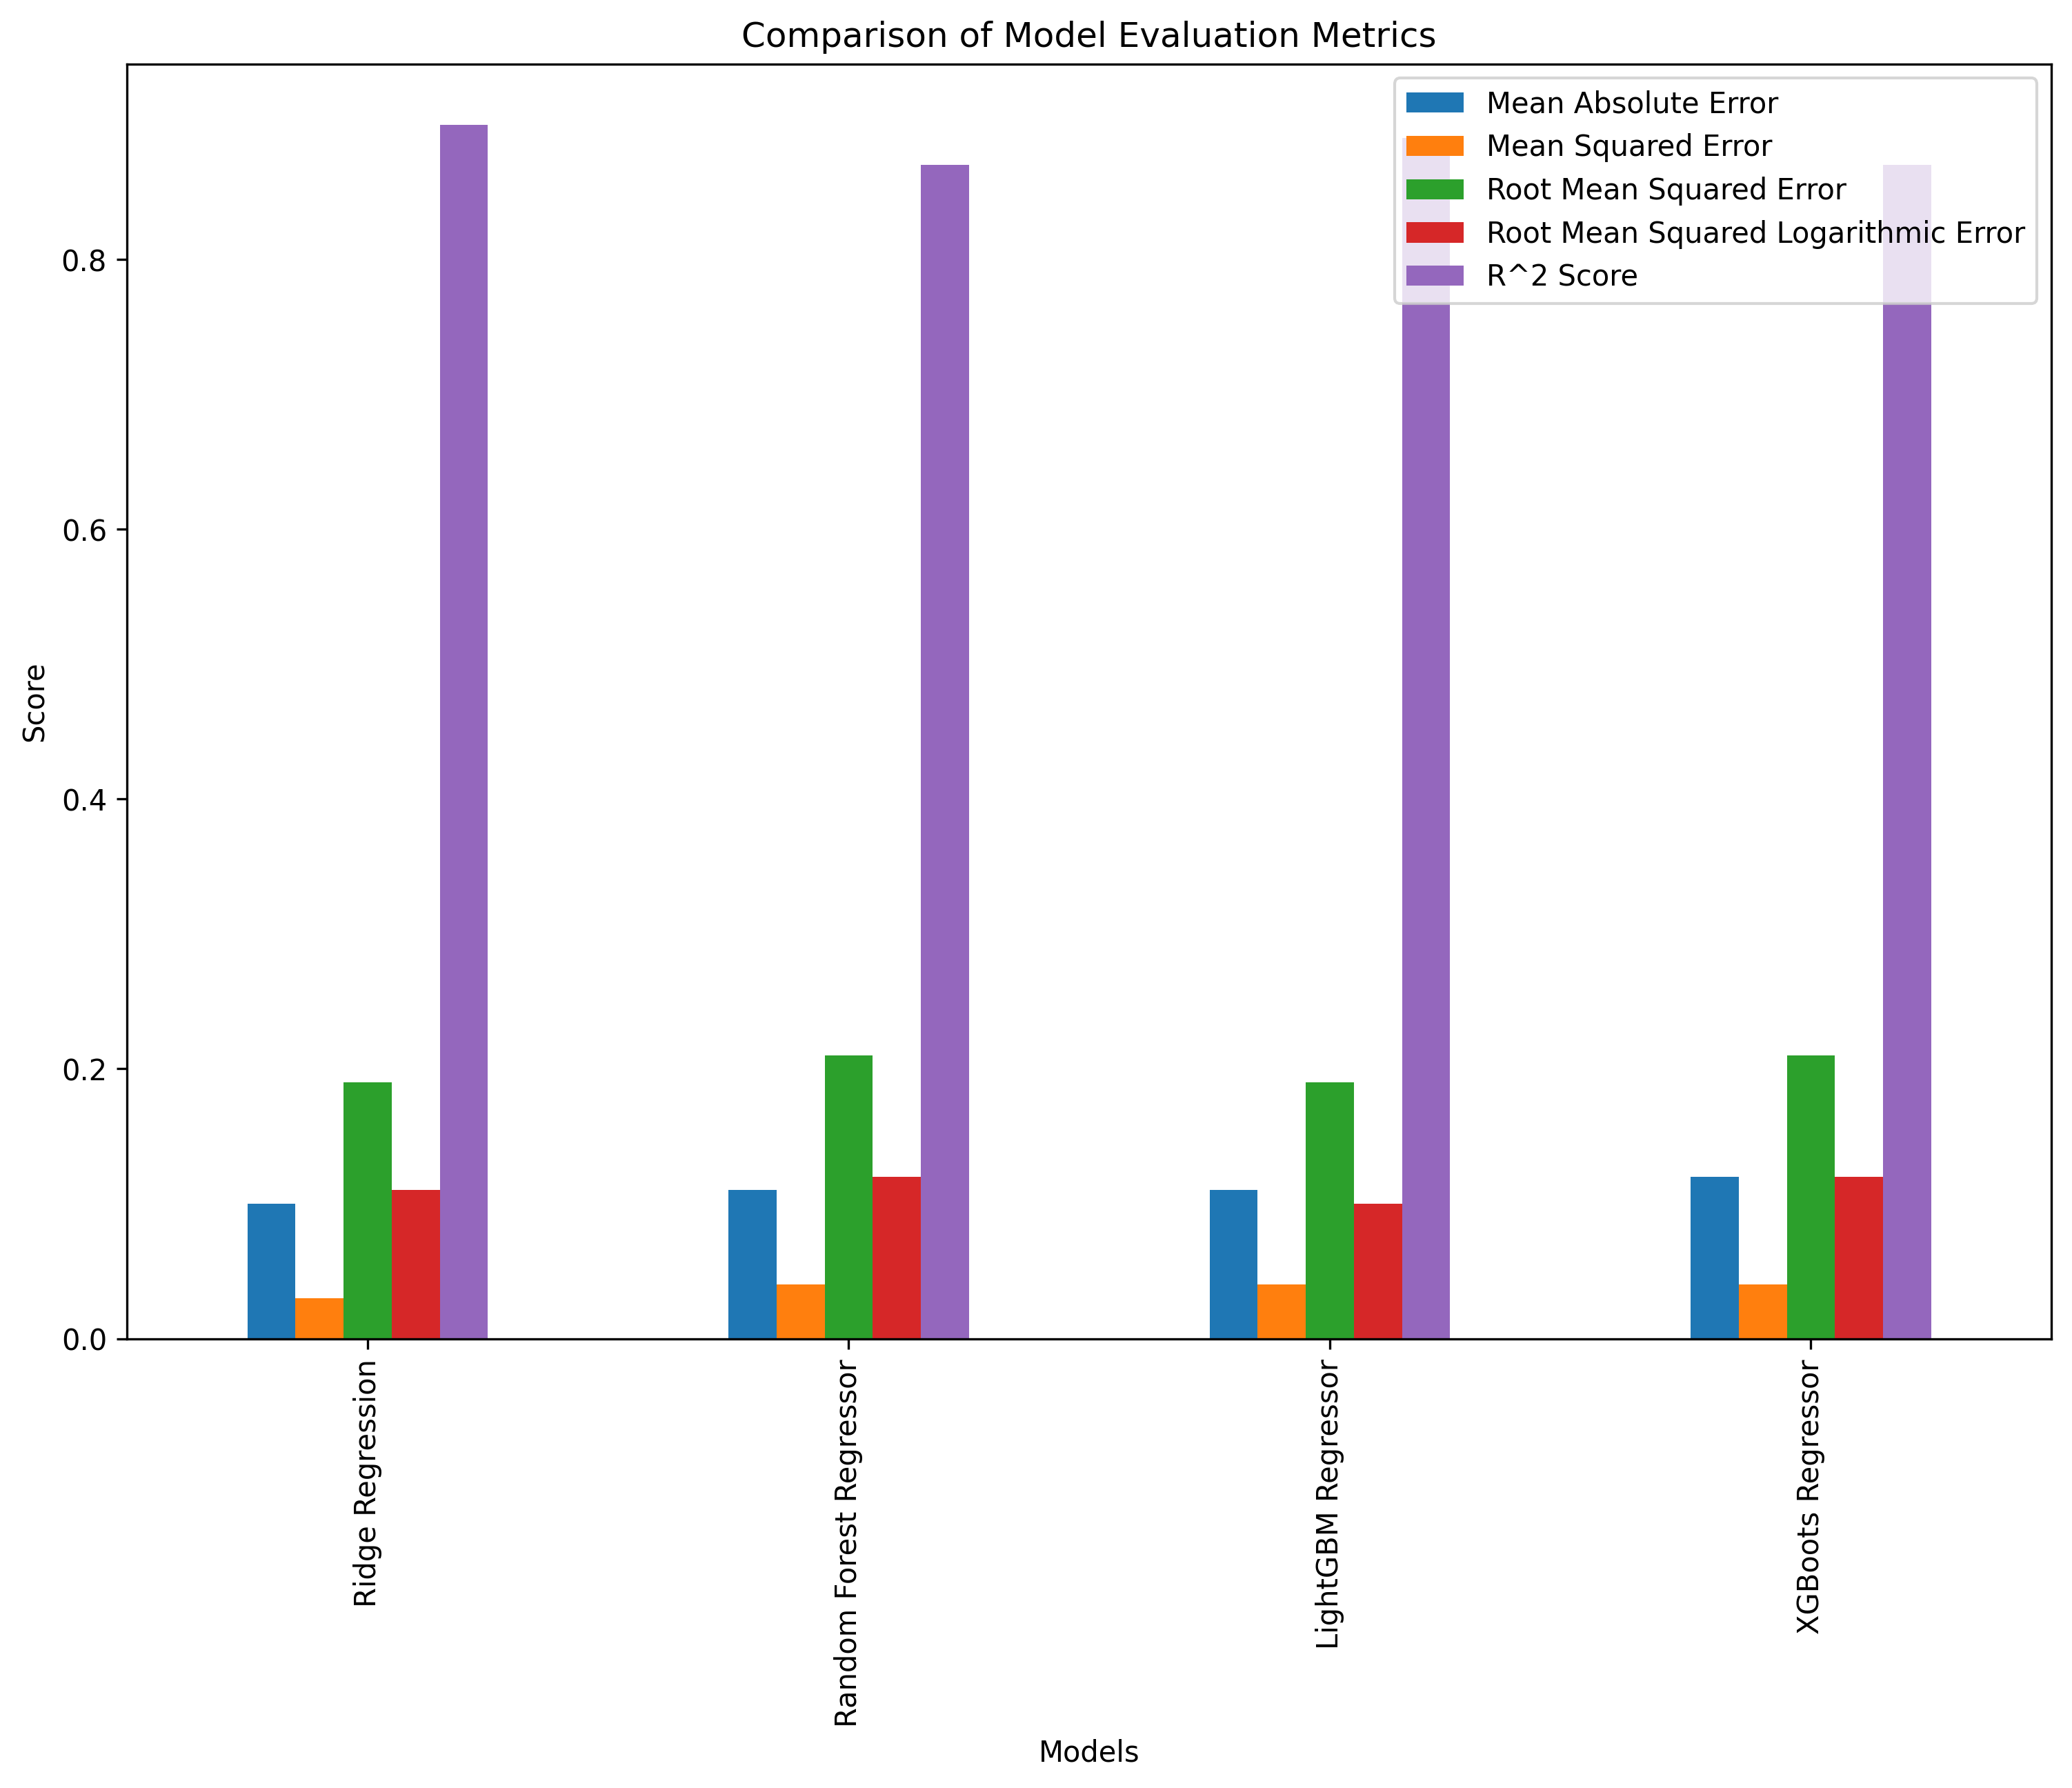 Comparison of Model Evaluation Metrics
Mean Absolute Error
Mean Squared Error
Root Mean Squared Error
Root Mean Squared Logarithmic Error
R^2 Score
0.8
0.6
0.4
0.2
0.0
Score
Ridge Regression
Random Forest Regressor
LightGBM Regressor
XGBoots Regressor
Models